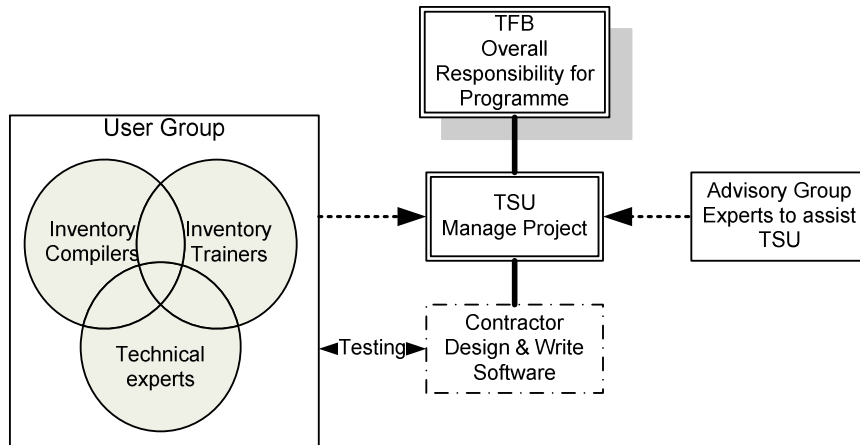 TFB
Overall
Responsibility for
Programme
User Group
Inventory
Compilers
Inventory
Trainers
Technical
experts
TSU
Manage Project
Advisory Group
Experts to assist
TSU
Testing
Contractor
Design & Write
Software